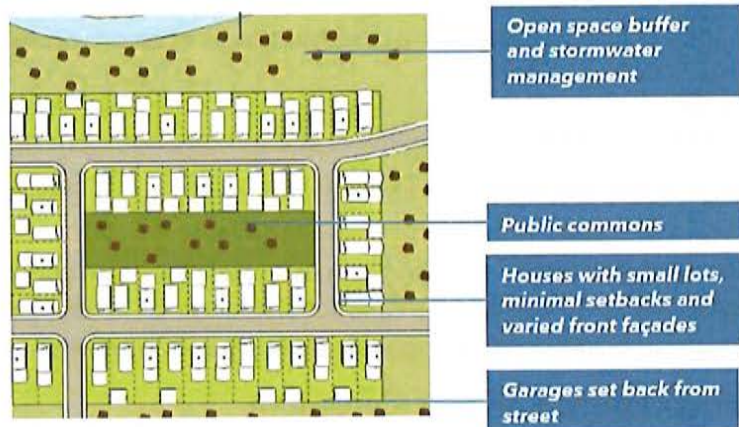 Open space buffer
and stormwater
management
Public commons
Houses with small lots,
minimal setbacks and
varied front façades
Garages set back from
street